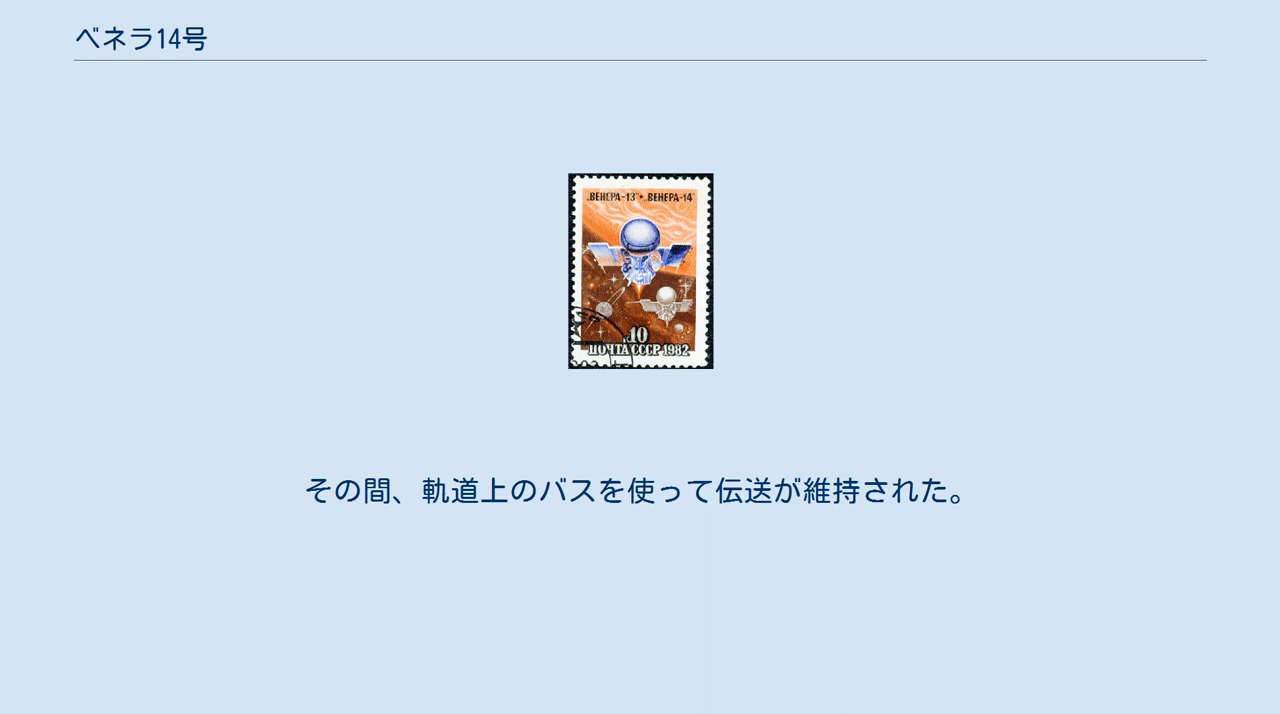 ベネラ14号
„ВЕНЕРА-13"★„ВЕНЕРА-14"
10
ПОЧТА СССР·1982
その間、軌道上のバスを使って伝送が維持された。